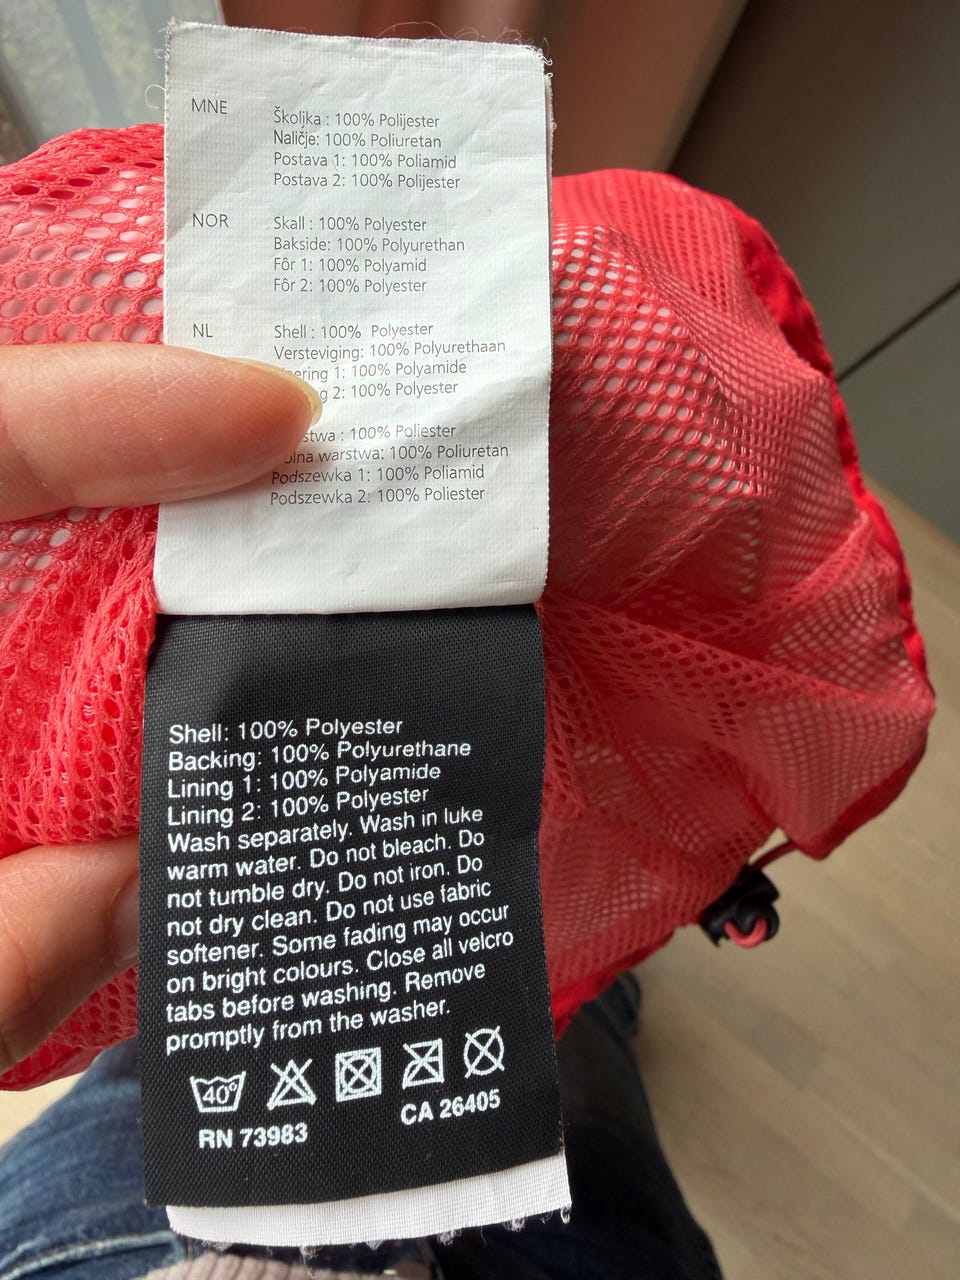 MNE
Školjka : 100% Polijester
Naličje: 100% Poliuretan
Postava 1: 100% Poliamid
Postava 2: 100% Polijester
NOR
Skall : 100% Polyester
Bakside: 100% Polyurethan
Fôr 1: 100% Polyamid
Fôr 2: 100% Polyester
NL
Shell : 100% Polyester
Versteviging: 100% Polyurethaan
1: 100% Polyamide
2: 100% Polyester
: 100% Poliester
warstwa: 100% Poliuretan
Podszewka 1: 100% Poliamid
Podszewka 2: 100% Poliester
Shell: 100% Polyester
Backing: 100% Polyurethane
Lining 1: 100% Polyamide
Lining 2: 100% Polyester
Wash separately. Wash in luke
warm water. Do not bleach. Do
not tumble dry. Do not iron. Do
not dry clean. Do not use fabric
softener. Some fading may occur
on bright colours. Close all velcro
tabs before washing. Remove
promptly from the washer.
40°
RN 73983
CA 26405